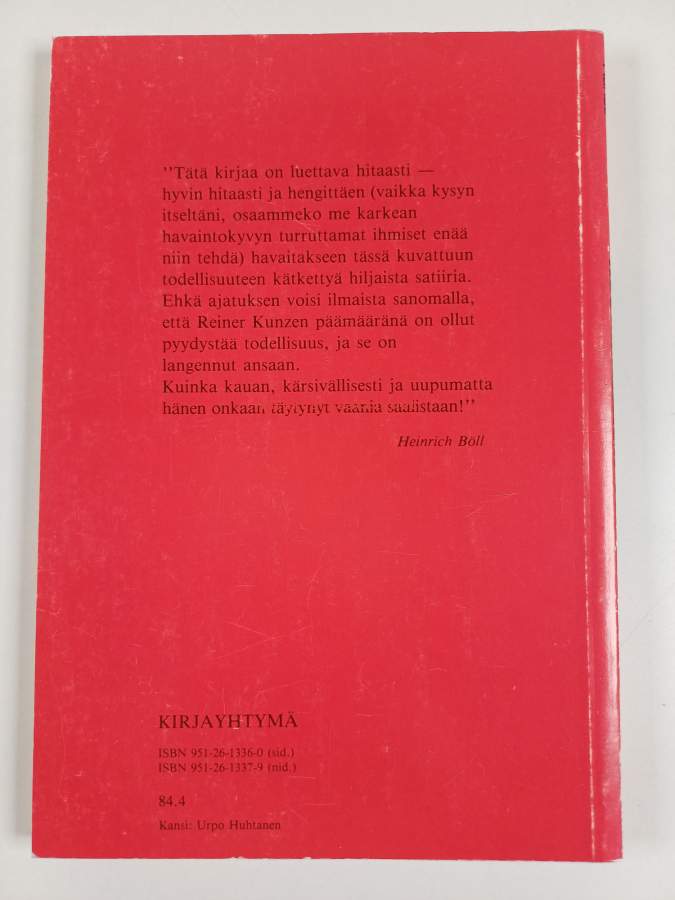 ''Tätä kirjaa on luettava hitaasti —
hyvin hitaasti ja hengittäen (vaikka kysyn
itseltäni, osaammeko me karkean
havaintokyvyn turruttamat ihmiset enää
niin tehdä) havaitakseen tässä kuvattuun
todellisuuteen kätkettyä hiljaista satiiria.
Ehkä ajatuksen voisi ilmaista sanomalla,
että Reiner Kunzen päämääränä on ollut
pyydystää todellisuus, ja se on
langennut ansaan.
Kuinka kauan, kärsivällisesti ja uupumatta
hänen onkaan täytynyt vaania saalistaan!''
Heinrich Böll
KIRJAYHTYMÄ
ISBN 951-26-1336-0 (sid.)
ISBN 951-26-1337-9 (nid.)
84.4
Kansi: Urpo Huhtanen